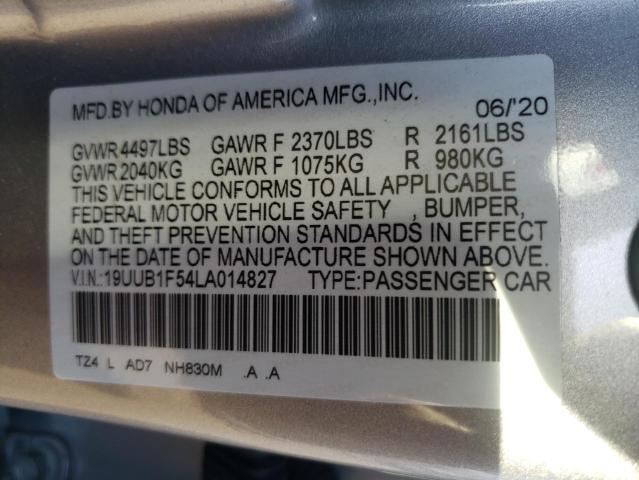 MFD.BY HONDA OF AMERICA MFG.,INC. 06/'20
GVWR 4497LBS GAWR F 2370LBS R 2161LBS
GVWR 2040KG GAWR F 1075KG R 980KG
THIS VEHICLE CONFORMS TO ALL APPLICABLE
FEDERAL MOTOR VEHICLE SAFETY , BUMPER,
AND THEFT PREVENTION STANDARDS IN EFFECT
ON THE DATE OF MANUFACTURE SHOWN ABOVE.
V.I.N.:19UUB1F54LA014827 TYPE:PASSENGER CAR
TZ4 L AD7 NH830M .A .A